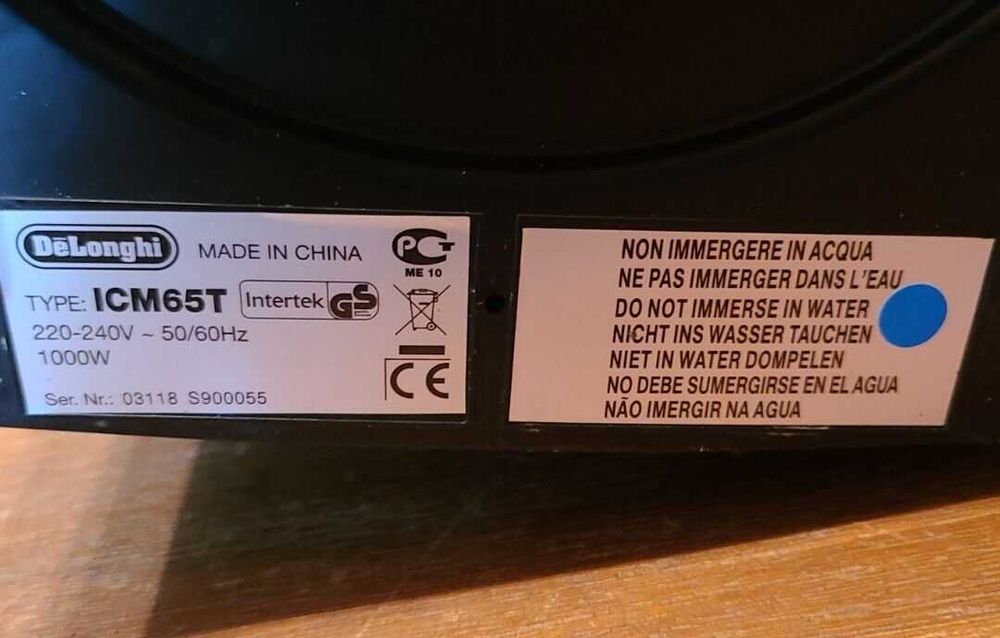 DeLonghi
MADE IN CHINA
PCT
ME 10
TYPE: ICM65T
Intertek GS
220-240V ~ 50/60Hz
1000W
CE
Ser. Nr.: 03118 S900055
NON IMMERGERE IN ACQUA
NE PAS IMMERGER DANS L'EAU
DO NOT IMMERSE IN WATER
NICHT INS WASSER TAUCHEN
NIET IN WATER DOMPELEN
NO DEBE SUMERGIRSE EN EL AGUA
NÃO IMERGIR NA AGUA